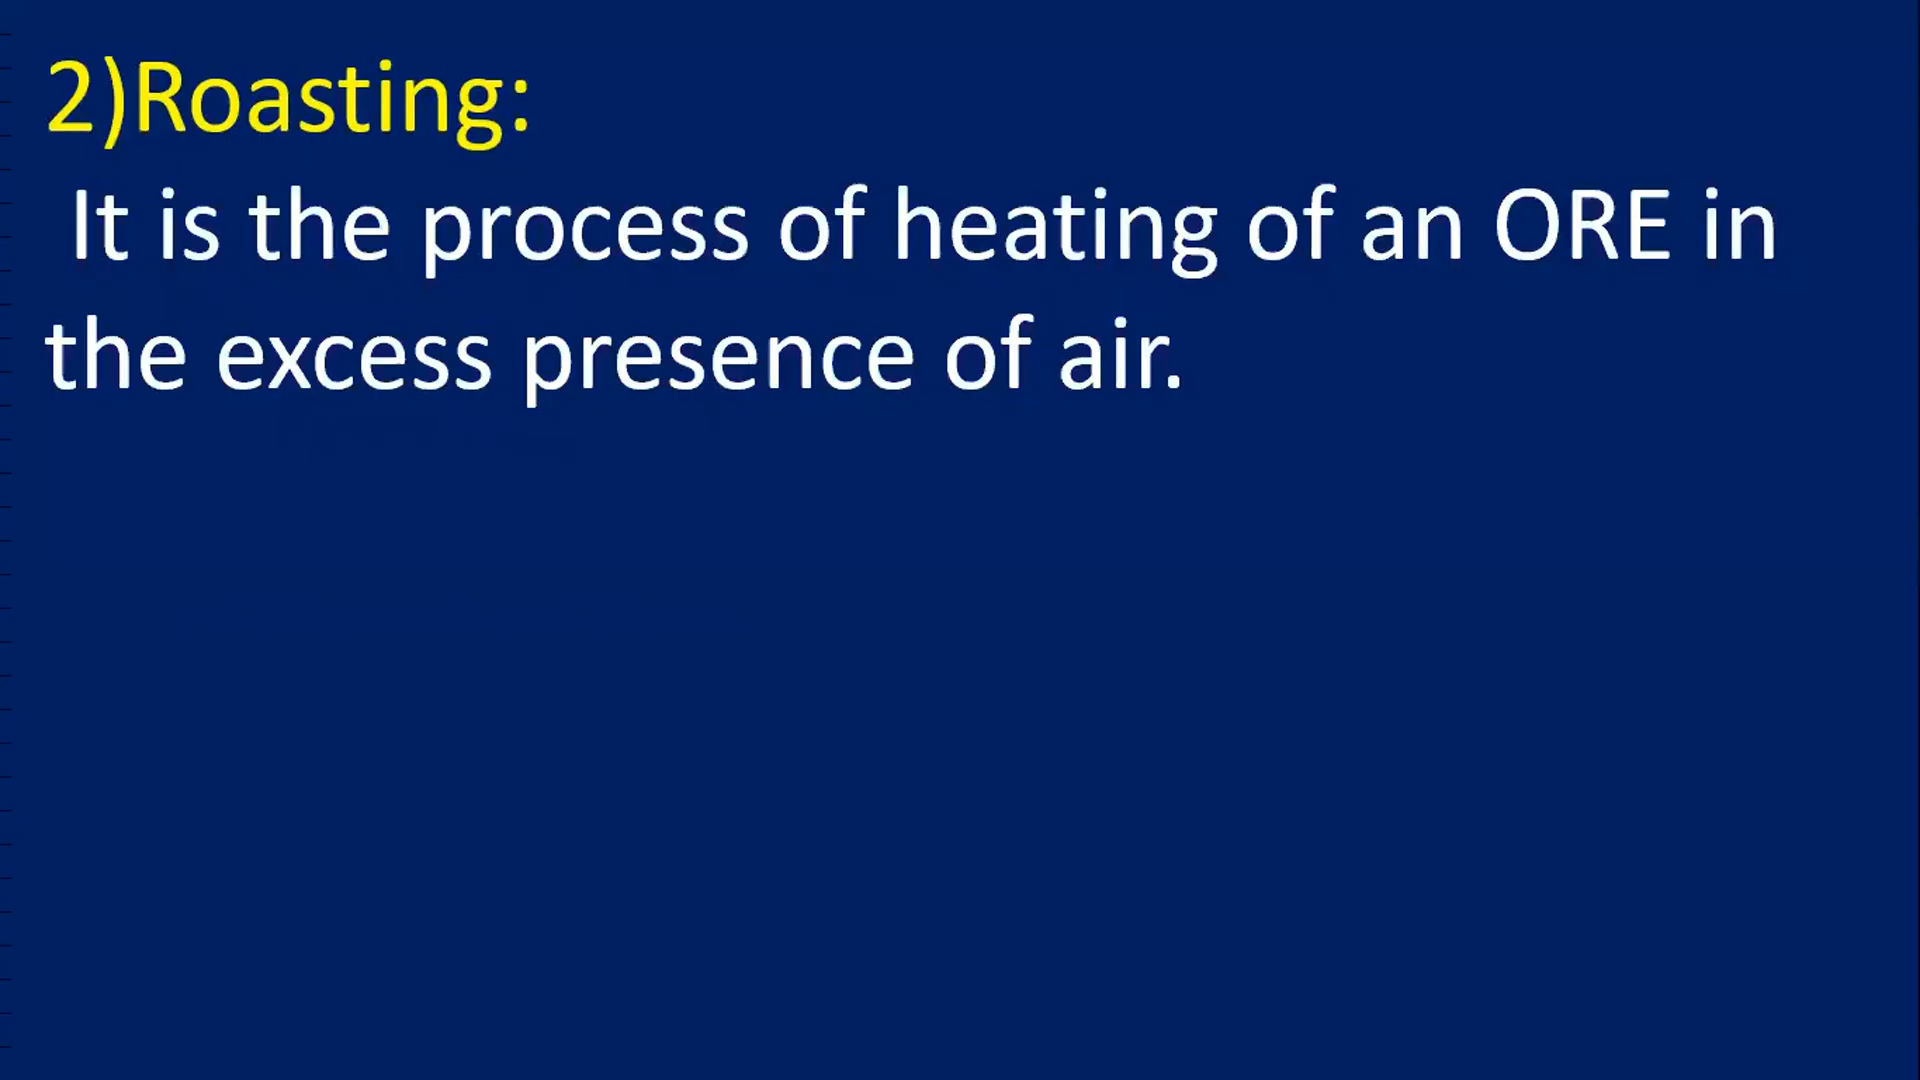 2)Roasting:
It is the process of heating of an ORE in
the excess presence of air.